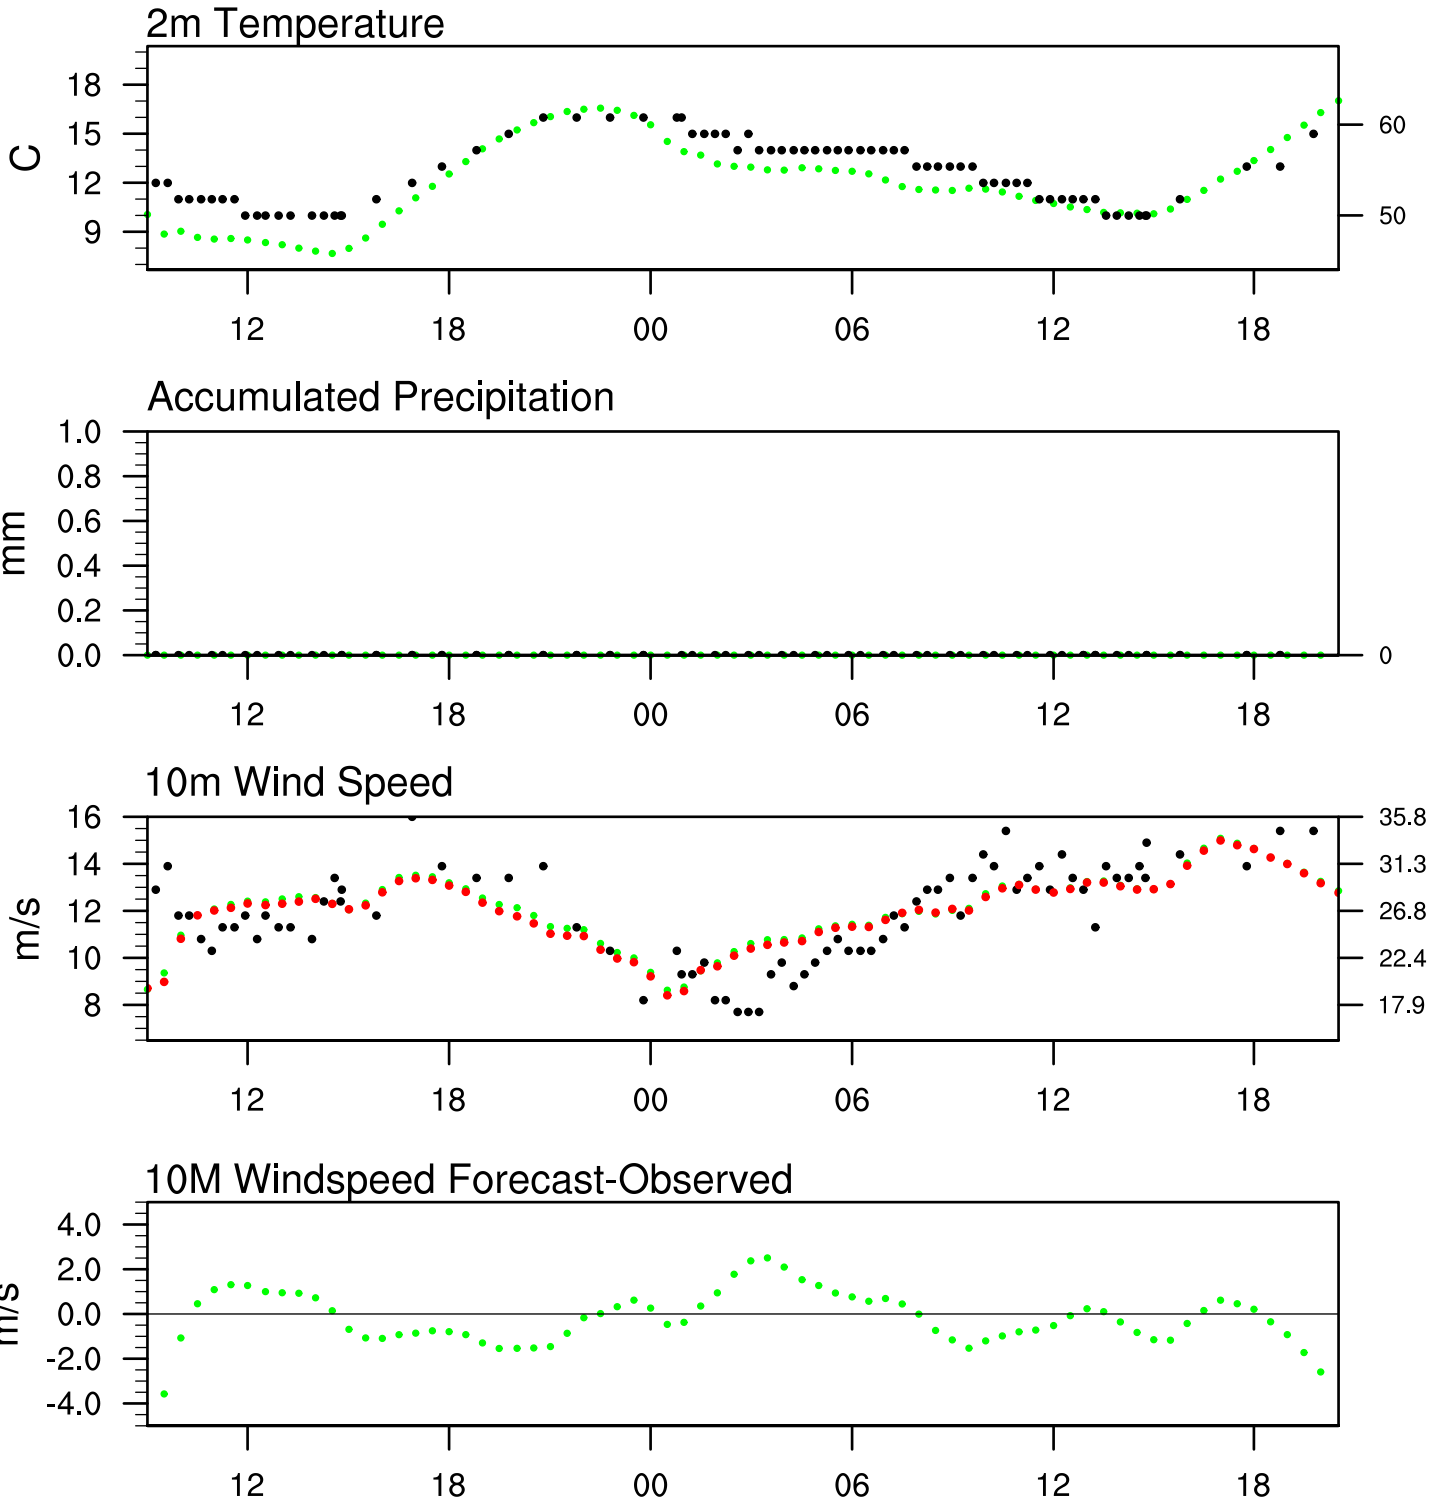 2m Temperature
18
15
12
9
C
60
50
12 18 00 06 12 18
Accumulated Precipitation
1.0
0.8
0.6
0.4
0.2
0.0
mm
0
12 18 00 06 12 18
10m Wind Speed
16 35.8
14 31.3
12 26.8
10 22.4
8 17.9
m/s
12 18 00 06 12 18
10M Windspeed Forecast-Observed
4.0
2.0
0.0
-2.0
-4.0
m/s
12 18 00 06 12 18